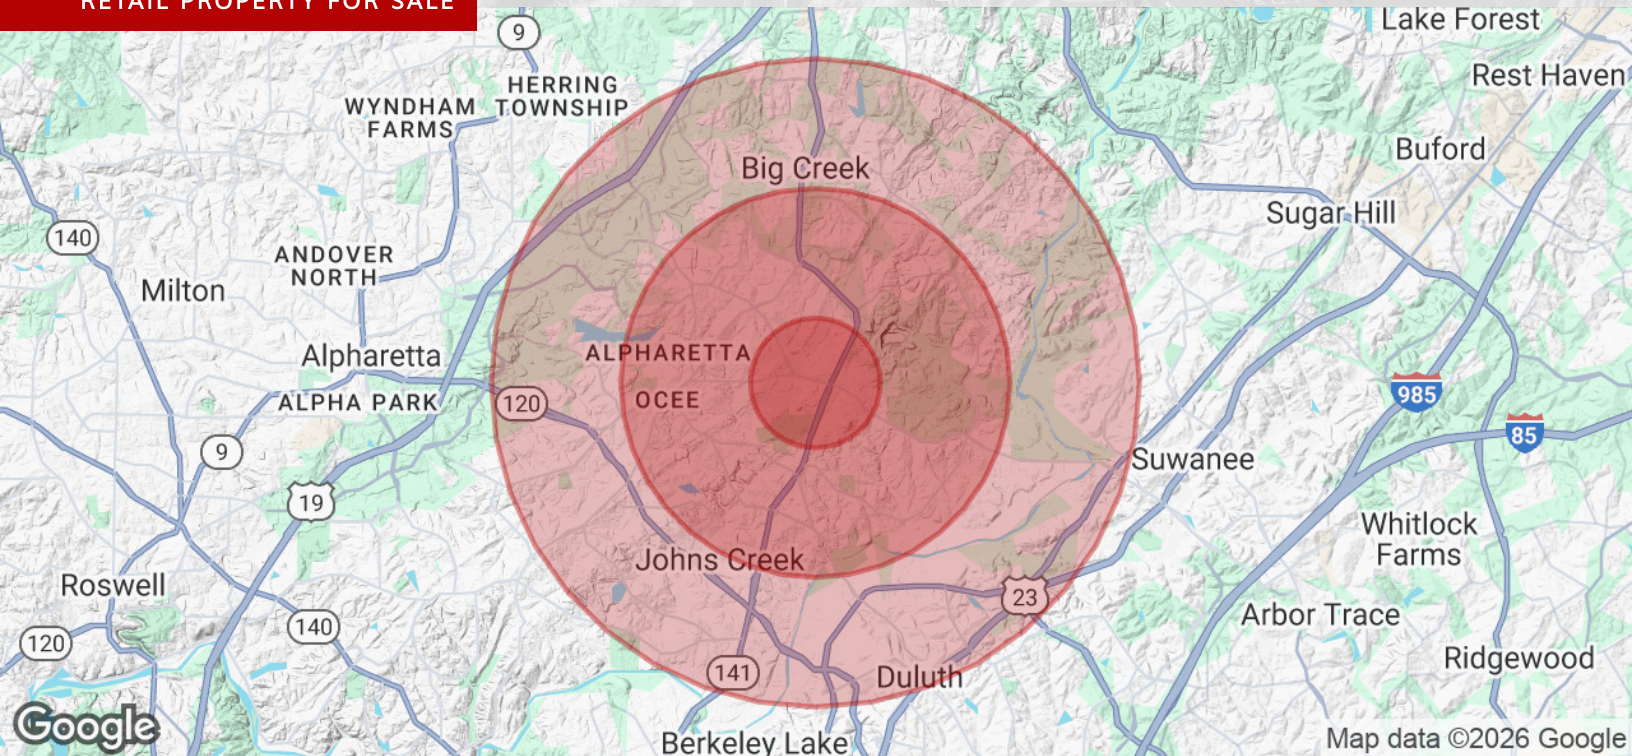 RETAIL PROPERTY FOR SALE
9
Lake Forest
Rest Haven
HERRING
TOWNSHIP
WYNDHAM
FARMS
Buford
Big Creek
Sugar Hill
140
ANDOVER
NORTH
Milton
Alpharetta
ALPHARETTA
985
ALPHA PARK
120
OCEE
85
9
Suwanee
19
Whitlock
Farms
Johns Creek
Roswell
23
Arbor Trace
140
120
Ridgewood
141
Duluth
Google
Berkeley Lake
Map data ©2026 Google